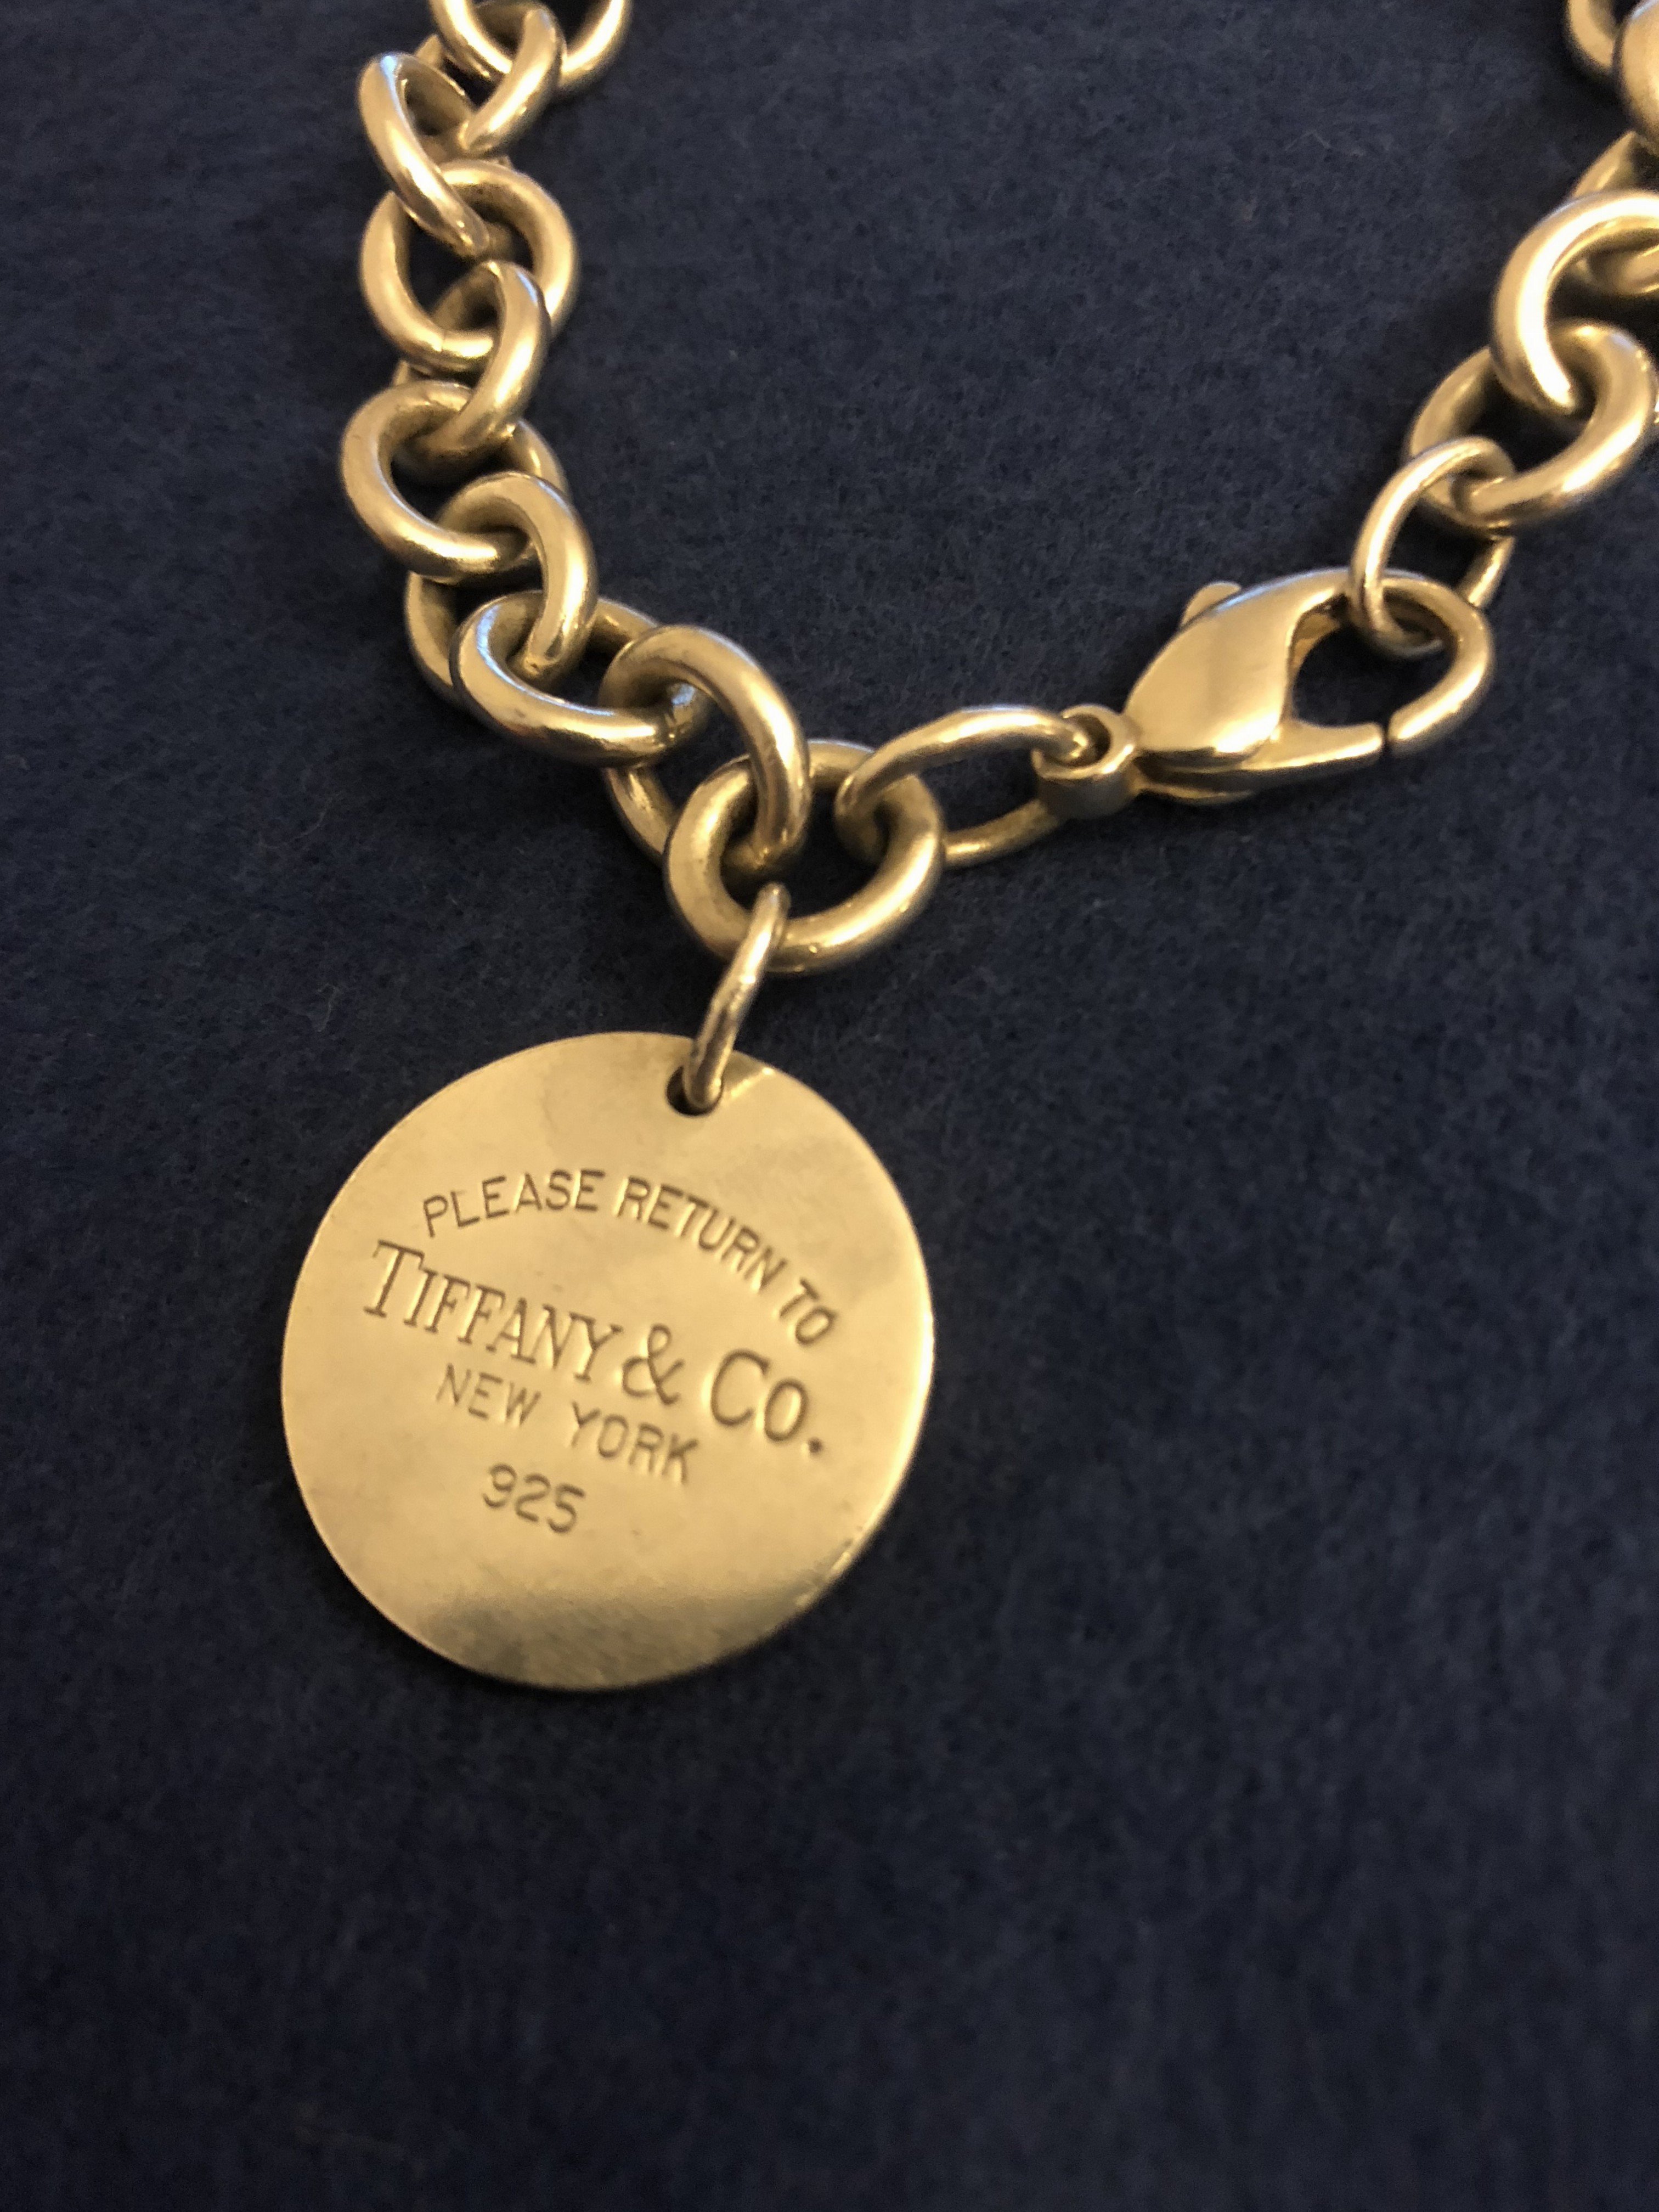 PLEASE RETURN TO
TIFFANY & CO.
NEW YORK
925